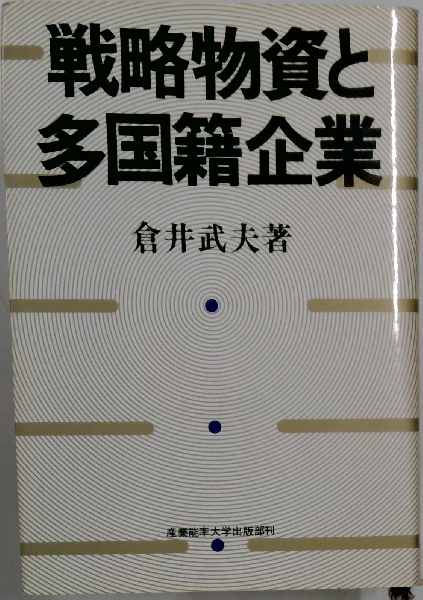 戦略物資と
多国籍企業
倉井武夫著
産業能率大学出版部刊